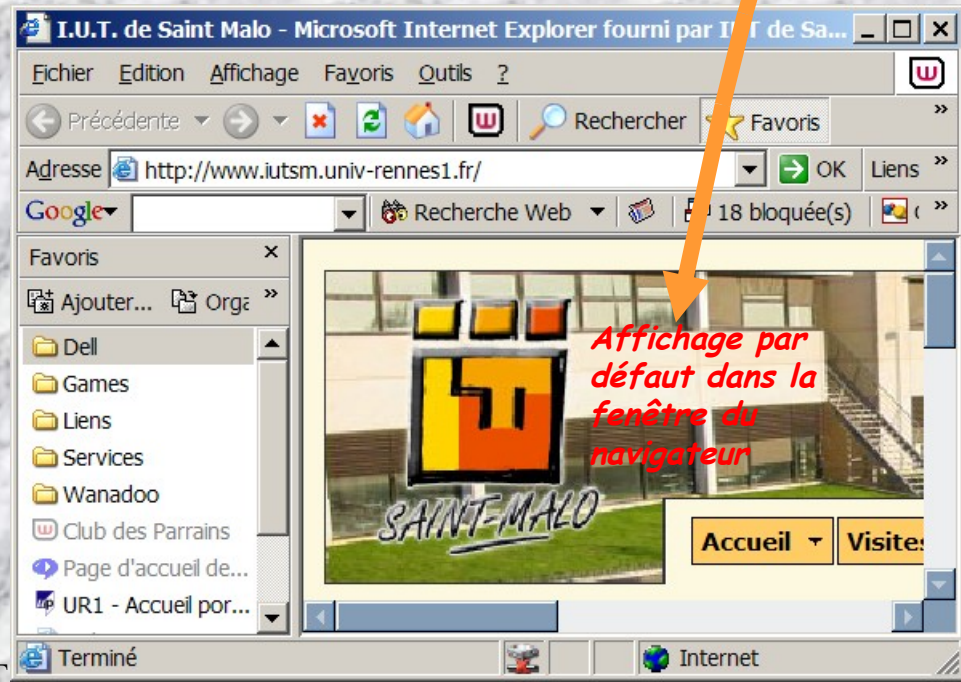 I.U.T. de Saint Malo - Microsoft Internet Explorer fourni par I de Sa...
Fichier Edition Affichage Favoris Outils ?
Précédente Rechercher Favoris »
Adresse http://www.iutsm.univ-rennes1.fr/ OK Liens »
Google Recherche Web 18 bloquée(s) »
Favoris ×
Ajouter... Orga »
Dell
Games
Liens
Services
Wanadoo
Club des Parrains
Page d'accueil de...
UR1 - Accueil por...
Affichage par
défaut dans la
fenêtre du
navigateur
SAINT-MALO
Accueil Visites
Terminé Internet